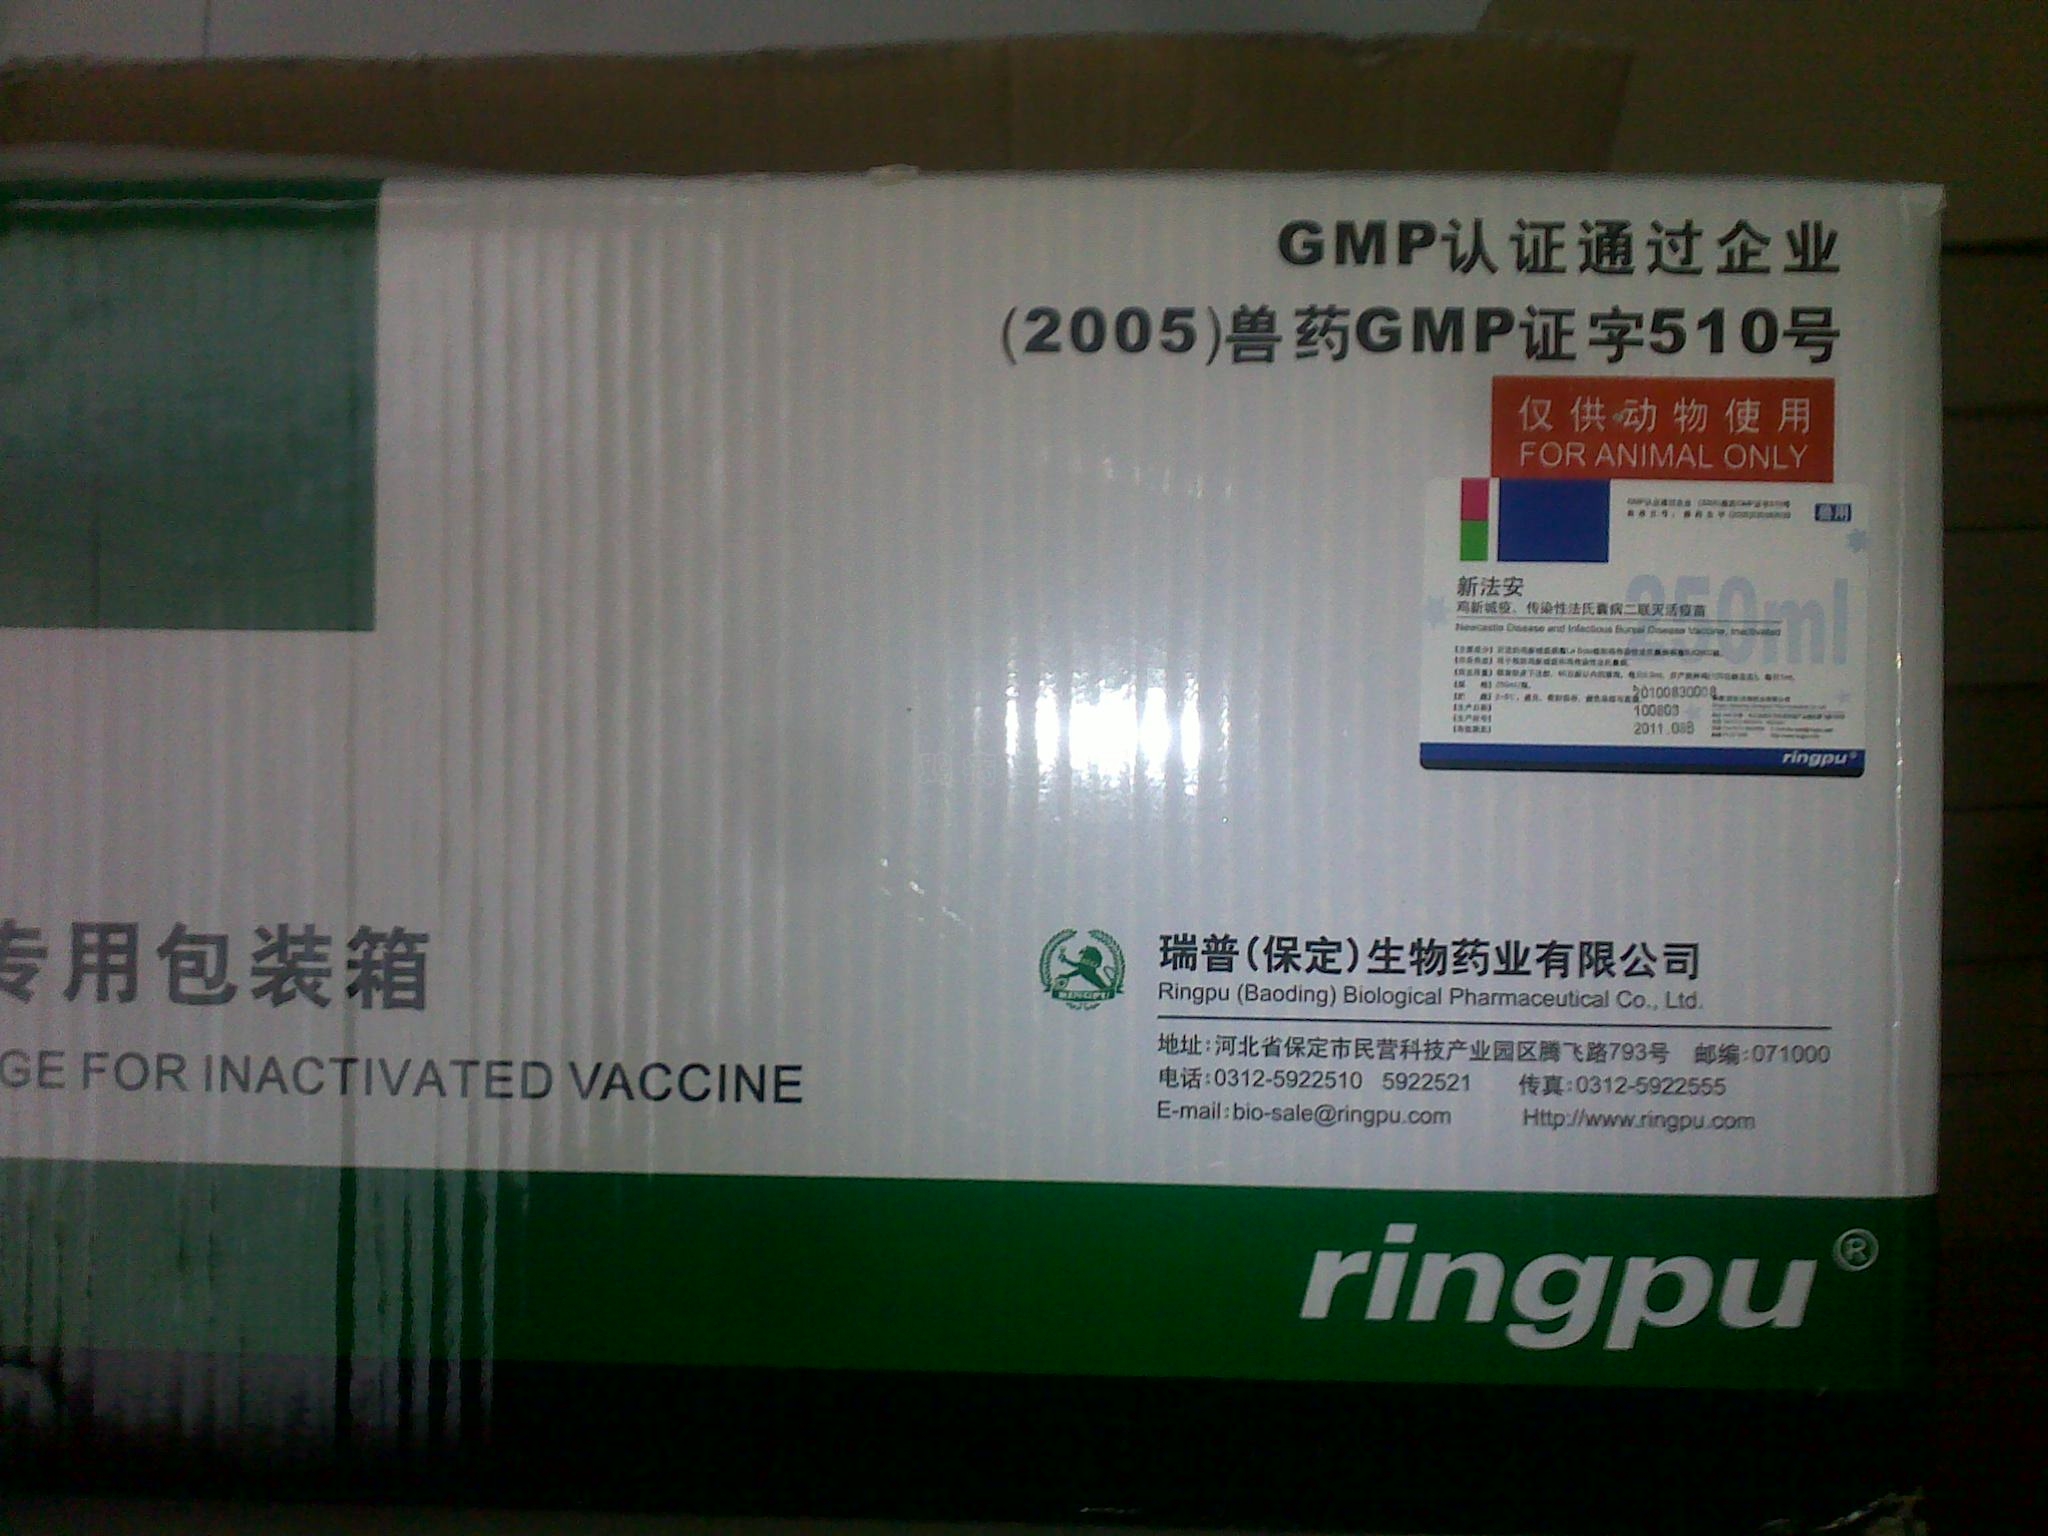 GMP认证通过企业
(2005)兽药GMP证字510号
仅供动物使用
FOR ANIMAL ONLY
兽用
250ml
新法安
鸡新城疫、传染性法氏囊病二联灭活疫苗
Newcastle Disease and Infectious Bursal Disease Vaccine, Inactivated
100803
ringpu®
专用包装箱
GE FOR INACTIVATED VACCINE
瑞普(保定)生物药业有限公司
Ringpu (Baoding) Biological Pharmaceutical Co., Ltd.
地址:河北省保定市民营科技产业园区腾飞路793号 邮编:071000
电话:0312-5922510 5922521 传真:0312-5922555
E-mail:bio-sale@ringpu.com Http://www.ringpu.com
ringpu®